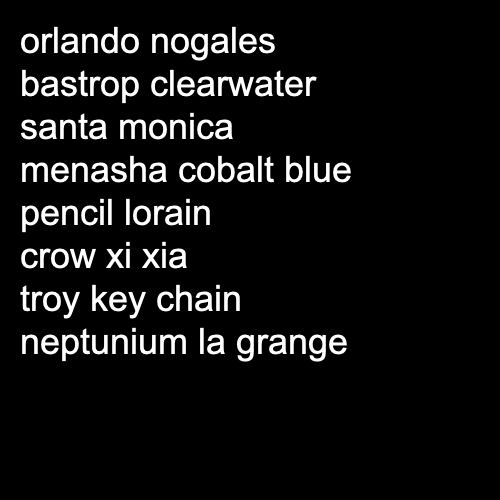 orlando nogales
bastrop clearwater
santa monica
menasha cobalt blue
pencil lorain
crow xi xia
troy key chain
neptunium la grange